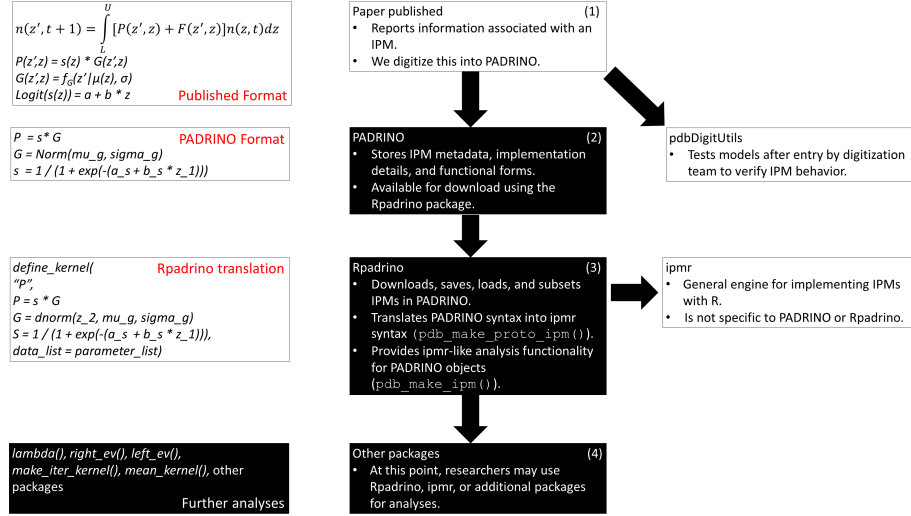 n(z′, t + 1) = ∫ᵁ_L [P(z′, z) + F(z′, z)]n(z, t)dz
P(z′,z) = s(z) * G(z′,z)
G(z′,z) = f_G(z′|μ(z), σ)
Logit(s(z)) = a + b * z
Published Format
Paper published (1)
• Reports information associated with an
IPM.
• We digitize this into PADRINO.
P = s* G
PADRINO Format
G = Norm(mu_g, sigma_g)
s = 1 / (1 + exp(-(a_s + b_s * z_1)))
PADRINO (2)
• Stores IPM metadata, implementation
details, and functional forms.
• Available for download using the
Rpadrino package.
pdbDigitUtils
• Tests models after entry by digitization
team to verify IPM behavior.
define_kernel(
Rpadrino translation
“P”,
P = s * G
G = dnorm(z_2, mu_g, sigma_g)
S = 1 / (1 + exp(-(a_s + b_s * z_1))),
data_list = parameter_list)
Rpadrino (3)
• Downloads, saves, loads, and subsets
IPMs in PADRINO.
• Translates PADRINO syntax into ipmr
syntax (pdb_make_proto_ipm()).
• Provides ipmr-like analysis functionality
for PADRINO objects
(pdb_make_ipm()).
ipmr
• General engine for implementing IPMs
with R.
• Is not specific to PADRINO or Rpadrino.
lambda(), right_ev(), left_ev(),
make_iter_kernel(), mean_kernel(), other
packages
Further analyses
Other packages (4)
• At this point, researchers may use
Rpadrino, ipmr, or additional packages
for analyses.